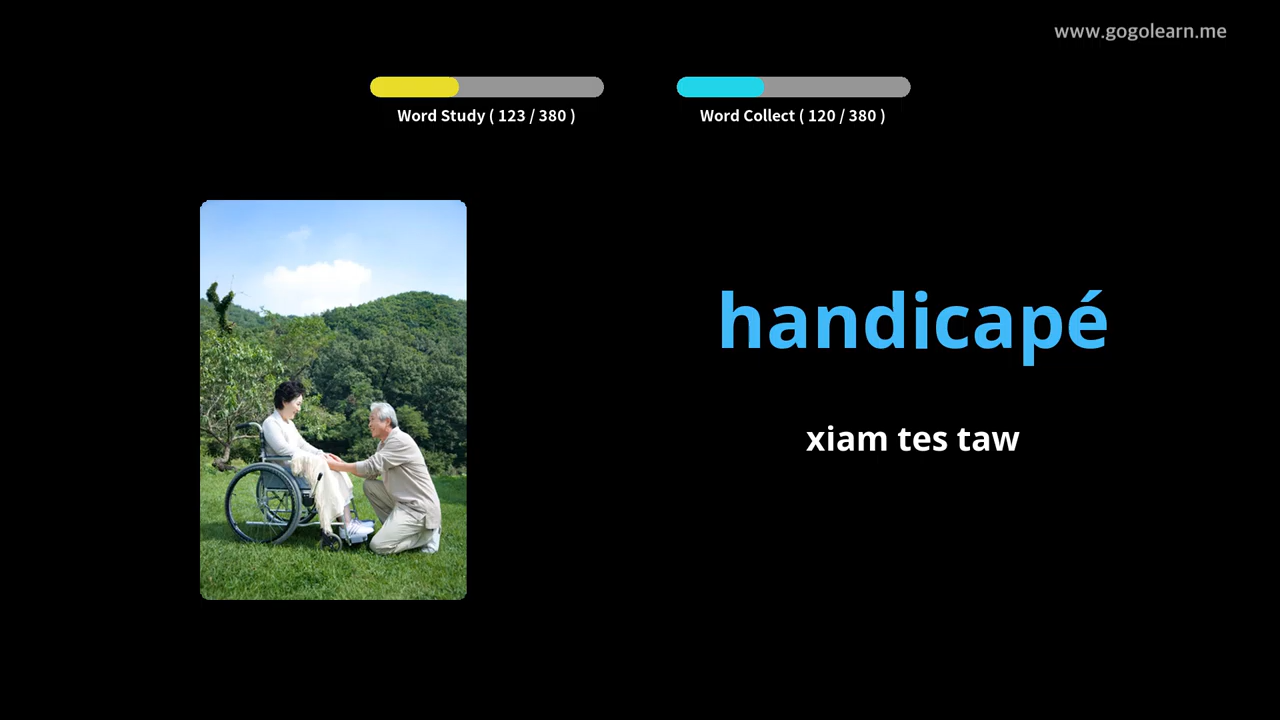 www.gogolearn.me
Word Study ( 123 / 380 )
Word Collect ( 120 / 380 )
handicapé
xiam tes taw